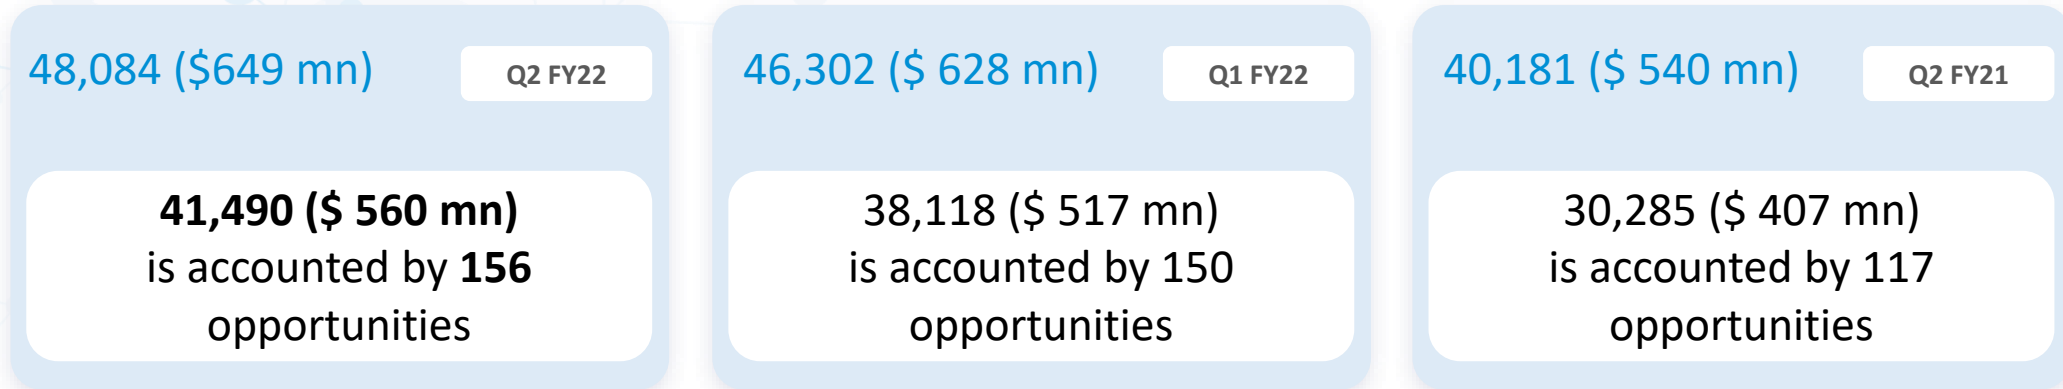 48,084 ($649 mn)
Q2 FY22
41,490 ($ 560 mn)
is accounted by 156
opportunities
46,302 ($ 628 mn)
Q1 FY22
38,118 ($ 517 mn)
is accounted by 150
opportunities
40,181 ($ 540 mn)
Q2 FY21
30,285 ($ 407 mn)
is accounted by 117
opportunities